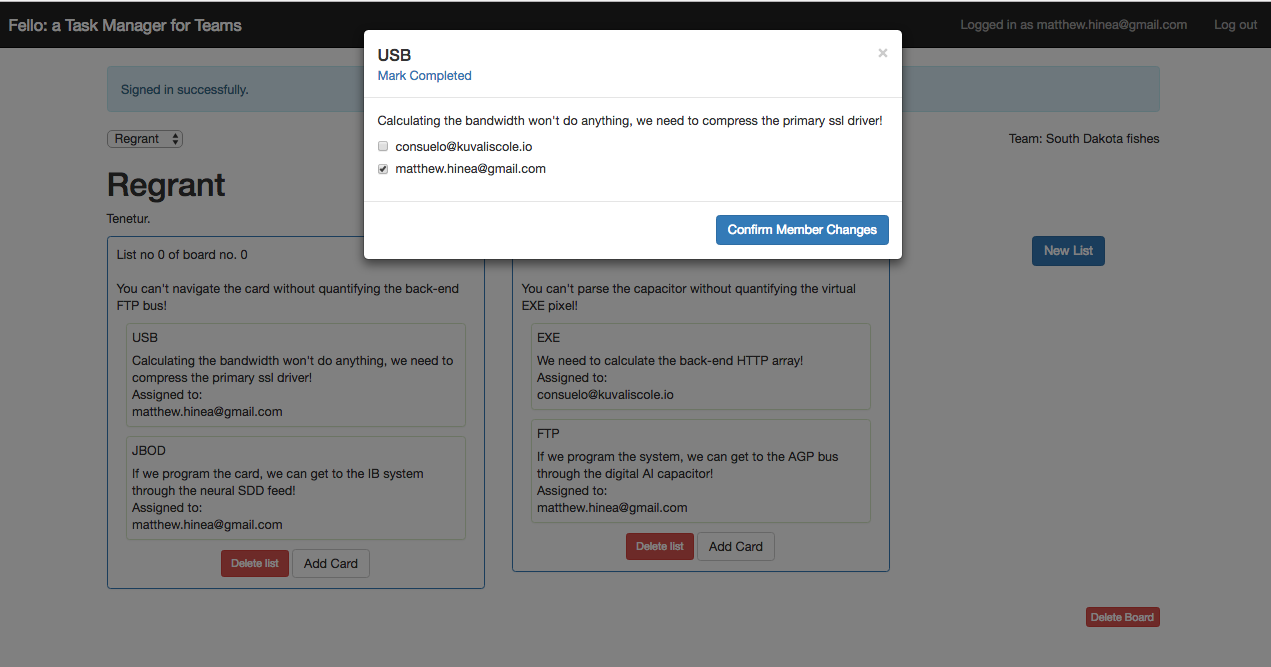 Fello: a Task Manager for Teams
Logged in as matthew.hinea@gmail.com
Log out
USB
×
Mark Completed
Signed in successfully.
Calculating the bandwidth won't do anything, we need to compress the primary ssl driver!
consuelo@kuvaliscole.io
matthew.hinea@gmail.com
Confirm Member Changes
Regrant
Team: South Dakota fishes
Regrant
Tenetur.
List no 0 of board no. 0
You can't navigate the card without quantifying the back-end
FTP bus!
USB
Calculating the bandwidth won't do anything, we need to
compress the primary ssl driver!
Assigned to:
matthew.hinea@gmail.com
JBOD
If we program the card, we can get to the IB system
through the neural SDD feed!
Assigned to:
matthew.hinea@gmail.com
Delete list
Add Card
You can't parse the capacitor without quantifying the virtual
EXE pixel!
EXE
We need to calculate the back-end HTTP array!
Assigned to:
consuelo@kuvaliscole.io
FTP
If we program the system, we can get to the AGP bus
through the digital AI capacitor!
Assigned to:
matthew.hinea@gmail.com
Delete list
Add Card
New List
Delete Board